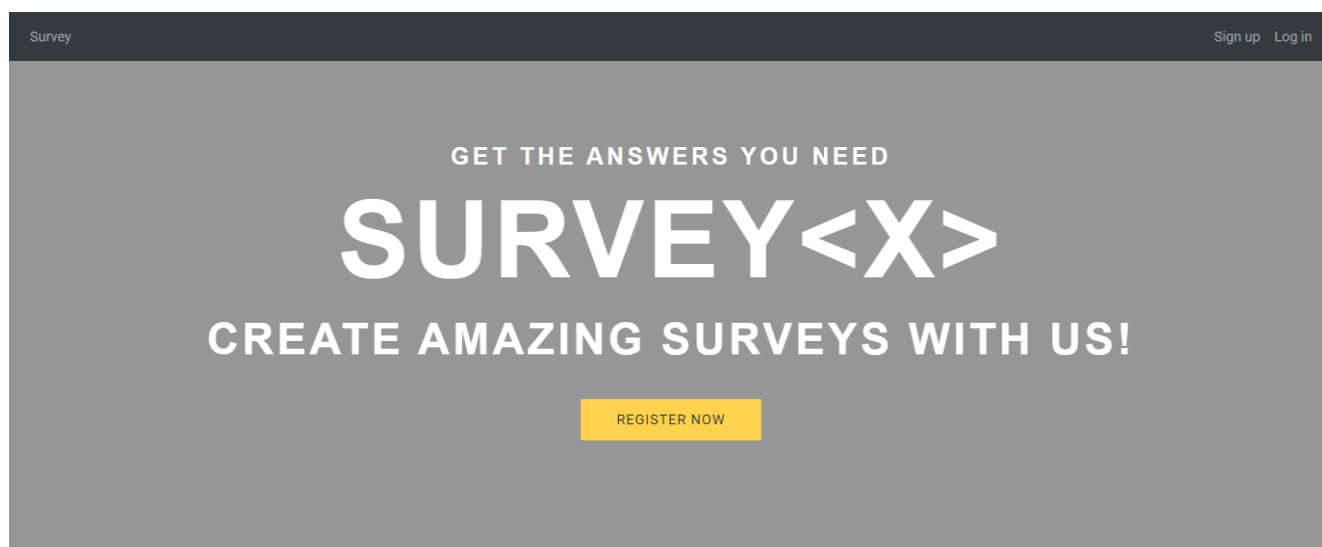 Survey
Sign up Log in
GET THE ANSWERS YOU NEED
SURVEY<X>
CREATE AMAZING SURVEYS WITH US!
REGISTER NOW